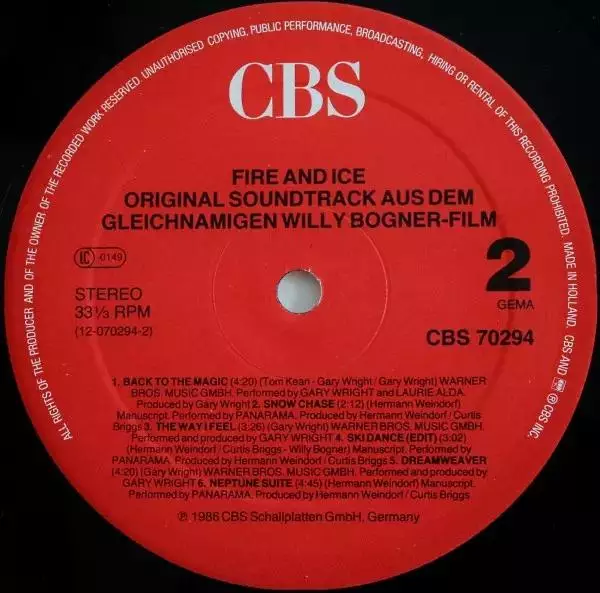 ALL RIGHTS OF THE PRODUCER AND OF THE OWNER OF THE RECORDED WORK RESERVED. UNAUTHORISED COPYING, PUBLIC PERFORMANCE, BROADCASTING, HIRING OR RENTAL OF THIS RECORDING PROHIBITED. MADE IN HOLLAND. CBS AND ℗ CBS INC.
CBS
FIRE AND ICE
ORIGINAL SOUNDTRACK AUS DEM
GLEICHNAMIGEN WILLY BOGNER-FILM
LC -0149
STEREO
33⅓ RPM
(12-070294-2)
2
GEMA
CBS 70294
1. BACK TO THE MAGIC (4:20) (Tom Kean - Gary Wright / Gary Wright) WARNER
BROS. MUSIC GMBH. Performed by GARY WRIGHT and LAURIE ALDA.
Produced by Gary Wright 2. SNOW CHASE (2:12) (Hermann Weindorf)
Manuscript. Performed by PANARAMA. Produced by Hermann Weindorf / Curtis
Briggs 3. THE WAY I FEEL (3:26) (Gary Wright) WARNER BROS. MUSIC GMBH.
Performed and produced by GARY WRIGHT 4. SKI DANCE (EDIT) (3:02)
(Hermann Weindorf / Curtis Briggs - Willy Bogner) Manuscript. Performed by
PANARAMA. Produced by Hermann Weindorf / Curtis Briggs 5. DREAMWEAVER
(4:20) (Gary Wright) WARNER BROS. MUSIC GMBH. Performed and produced by
GARY WRIGHT 6. NEPTUNE SUITE (4:45) (Hermann Weindorf) Manuscript.
Performed by PANARAMA. Produced by Hermann Weindorf / Curtis Briggs
℗ 1986 CBS Schallplatten GmbH, Germany